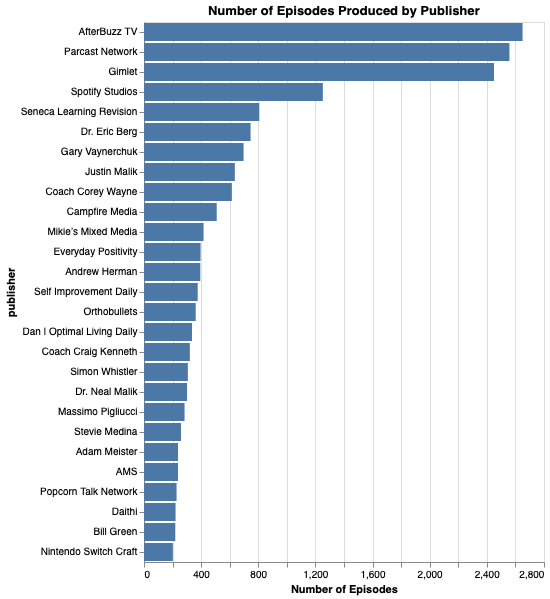 Number of Episodes Produced by Publisher
publisher
AfterBuzz TV
Parcast Network
Gimlet
Spotify Studios
Seneca Learning Revision
Dr. Eric Berg
Gary Vaynerchuk
Justin Malik
Coach Corey Wayne
Campfire Media
Mikie's Mixed Media
Everyday Positivity
Andrew Herman
Self Improvement Daily
Orthobullets
Dan | Optimal Living Daily
Coach Craig Kenneth
Simon Whistler
Dr. Neal Malik
Massimo Pigliucci
Stevie Medina
Adam Meister
AMS
Popcorn Talk Network
Daithi
Bill Green
Nintendo Switch Craft
0 400 800 1,200 1,600 2,000 2,400 2,800
Number of Episodes